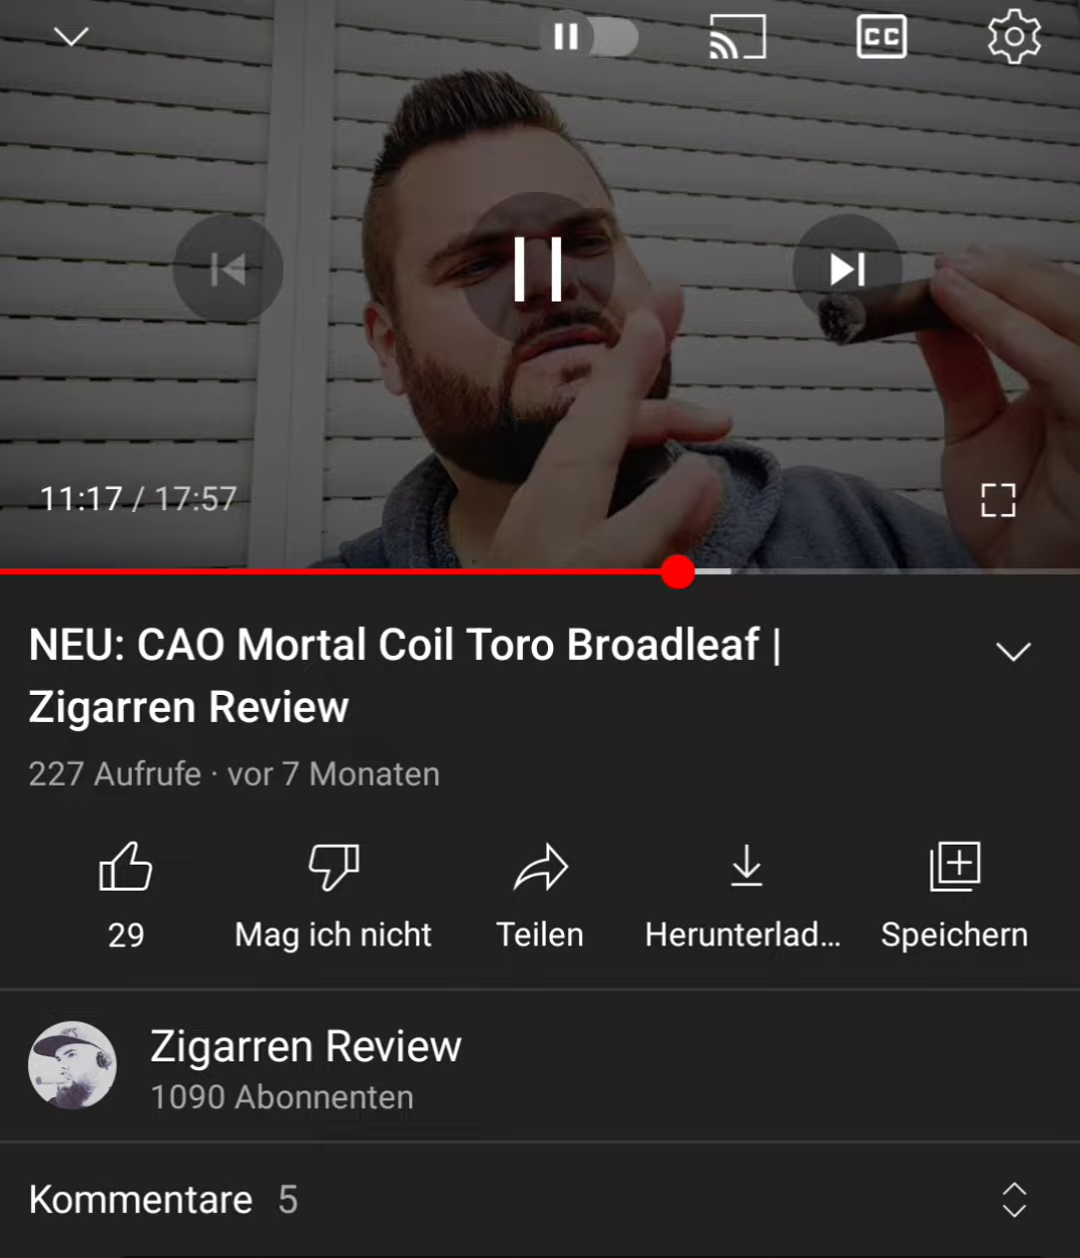 CC
11:17 / 17:57
NEU: CAO Mortal Coil Toro Broadleaf |
Zigarren Review
227 Aufrufe · vor 7 Monaten
29
Mag ich nicht
Teilen
Herunterlad...
Speichern
Zigarren Review
1090 Abonnenten
Kommentare 5